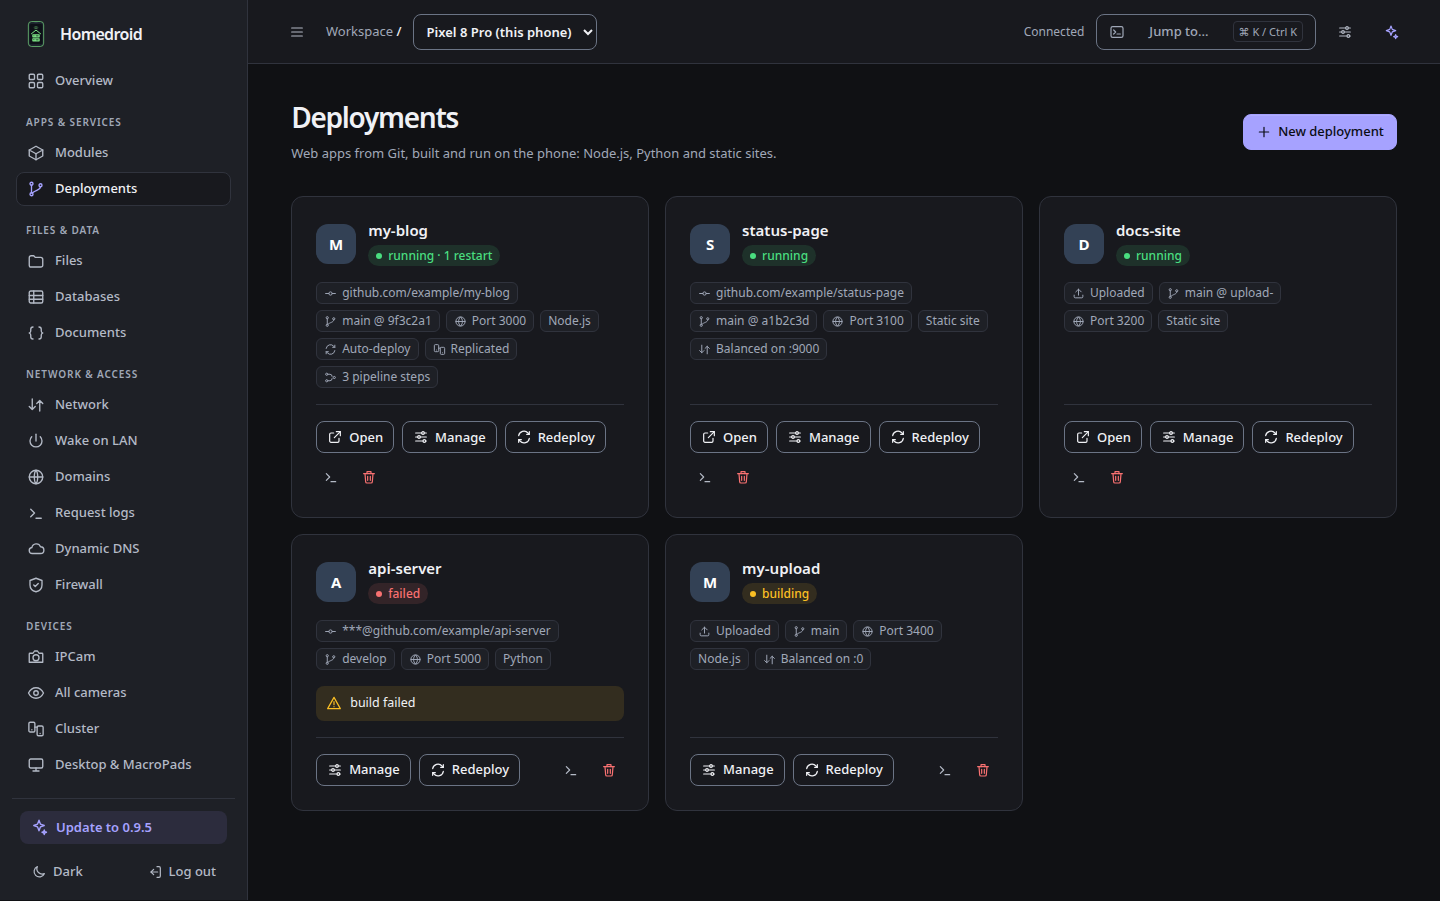 Homedroid
Workspace /
Pixel 8 Pro (this phone)
Connected
Jump to...
⌘ K / Ctrl K
Overview
APPS & SERVICES
Modules
Deployments
FILES & DATA
Files
Databases
Documents
NETWORK & ACCESS
Network
Wake on LAN
Domains
Request logs
Dynamic DNS
Firewall
DEVICES
IPCam
All cameras
Cluster
Desktop & MacroPads
Update to 0.9.5
Dark
Log out
Deployments
Web apps from Git, built and run on the phone: Node.js, Python and static sites.
New deployment
M
my-blog
running · 1 restart
github.com/example/my-blog
main @ 9f3c2a1
Port 3000
Node.js
Auto-deploy
Replicated
3 pipeline steps
Open
Manage
Redeploy
S
status-page
running
github.com/example/status-page
main @ a1b2c3d
Port 3100
Static site
Balanced on :9000
Open
Manage
Redeploy
D
docs-site
running
Uploaded
main @ upload-
Port 3200
Static site
Open
Manage
Redeploy
A
api-server
failed
***@github.com/example/api-server
develop
Port 5000
Python
build failed
Manage
Redeploy
M
my-upload
building
Uploaded
main
Port 3400
Node.js
Balanced on :0
Manage
Redeploy